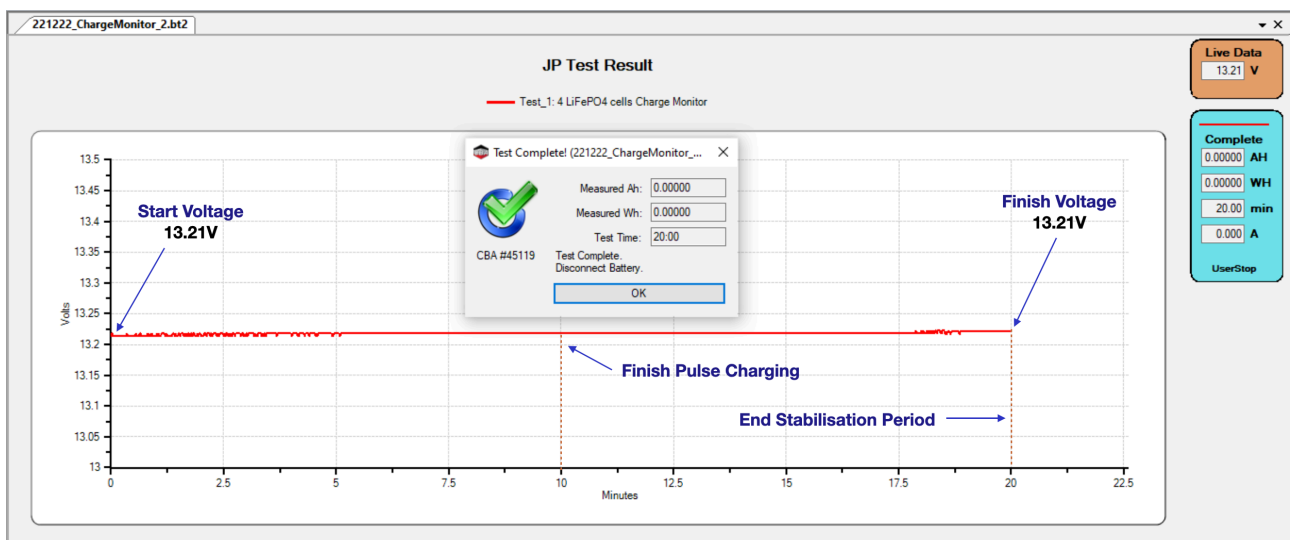 221222_ChargeMonitor_2.bt2
JP Test Result
Test_1: 4 LiFePO4 cells Charge Monitor
Live Data
13.21 V
Complete
0.00000 AH
0.00000 WH
20.00 min
0.000 A
UserStop
Test Complete! (221222_ChargeMonitor_...
Measured Ah: 0.00000
Measured Wh: 0.00000
Test Time: 20:00
CBA #45119
Test Complete.
Disconnect Battery.
OK
Start Voltage
13.21V
Finish Voltage
13.21V
Finish Pulse Charging
End Stabilisation Period
Volts
13.5
13.45
13.4
13.35
13.3
13.25
13.2
13.15
13.1
13.05
13
0 2.5 5 7.5 10 12.5 15 17.5 20 22.5
Minutes